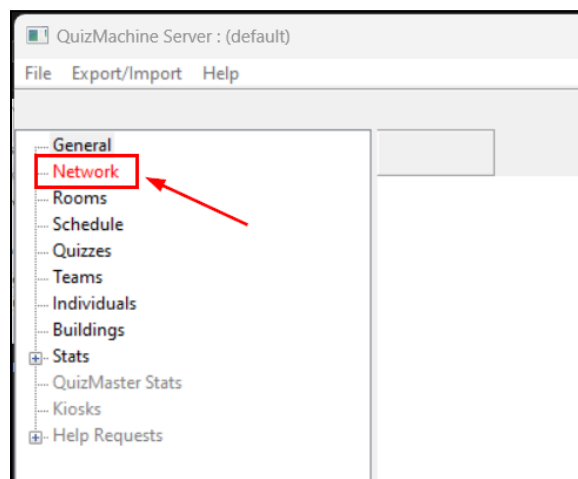 QuizMachine Server : (default)
File Export/Import Help
General
Network
Rooms
Schedule
Quizzes
Teams
Individuals
Buildings
Stats
QuizMaster Stats
Kiosks
Help Requests